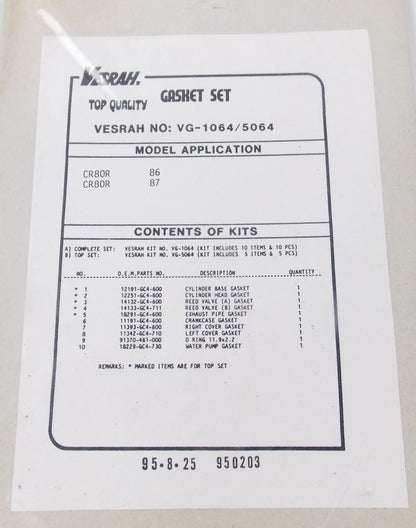 VESRAH.
TOP QUALITY GASKET SET
VESRAH NO: VG-1064/5064
MODEL APPLICATION
CR80R 86
CR80R 87
CONTENTS OF KITS
A) COMPLETE SET: VESRAH KIT NO. VG-1064 (KIT INCLUDES 10 ITEMS & 10 PCS)
B) TOP SET: VESRAH KIT NO. VG-5064 (KIT INCLUDES 5 ITEMS & 5 PCS)
NO. O.E.M.PARTS NO. DESCRIPTION QUANTITY
* 1 12191-GC4-600 CYLINDER BASE GASKET 1
* 2 12251-GC4-600 CYLINDER HEAD GASKET 1
* 3 14132-GC4-600 REED VALVE (A) GASKET 1
* 4 14133-GC4-711 REED VALVE (B) GASKET 1
* 5 18291-GC4-600 EXHAUST PIPE GASKET 1
6 11191-GC4-600 CRANKCASE GASKET 1
7 11393-GC4-600 RIGHT COVER GASKET 1
8 11342-GC4-710 LEFT COVER GASKET 1
9 91370-461-000 O RING 11.9x2.2 1
10 18229-GC4-730 WATER PUMP GASKET 1
REMARKS: * MARKED ITEMS ARE FOR TOP SET
95·8·25 950203